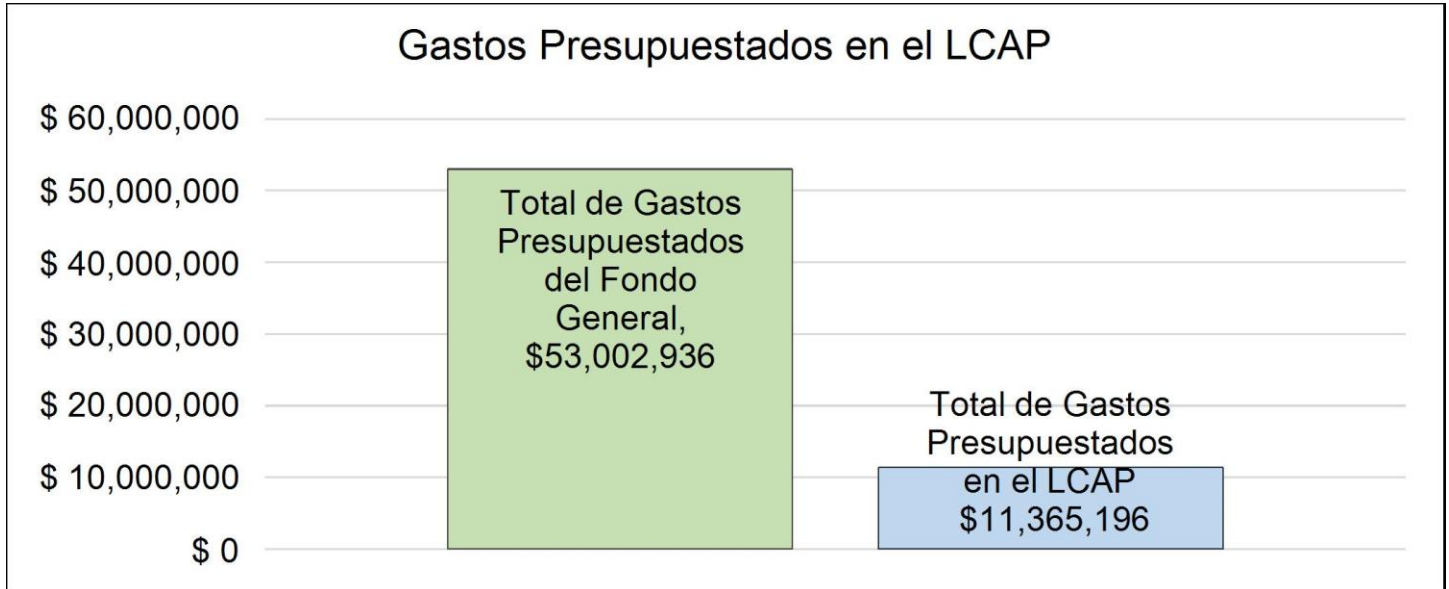 Gastos Presupuestados en el LCAP
$ 60,000,000
$ 50,000,000
$ 40,000,000
$ 30,000,000
$ 20,000,000
$ 10,000,000
$ 0
Total de Gastos
Presupuestados
del Fondo
General,
$53,002,936
Total de Gastos
Presupuestados
en el LCAP
$11,365,196